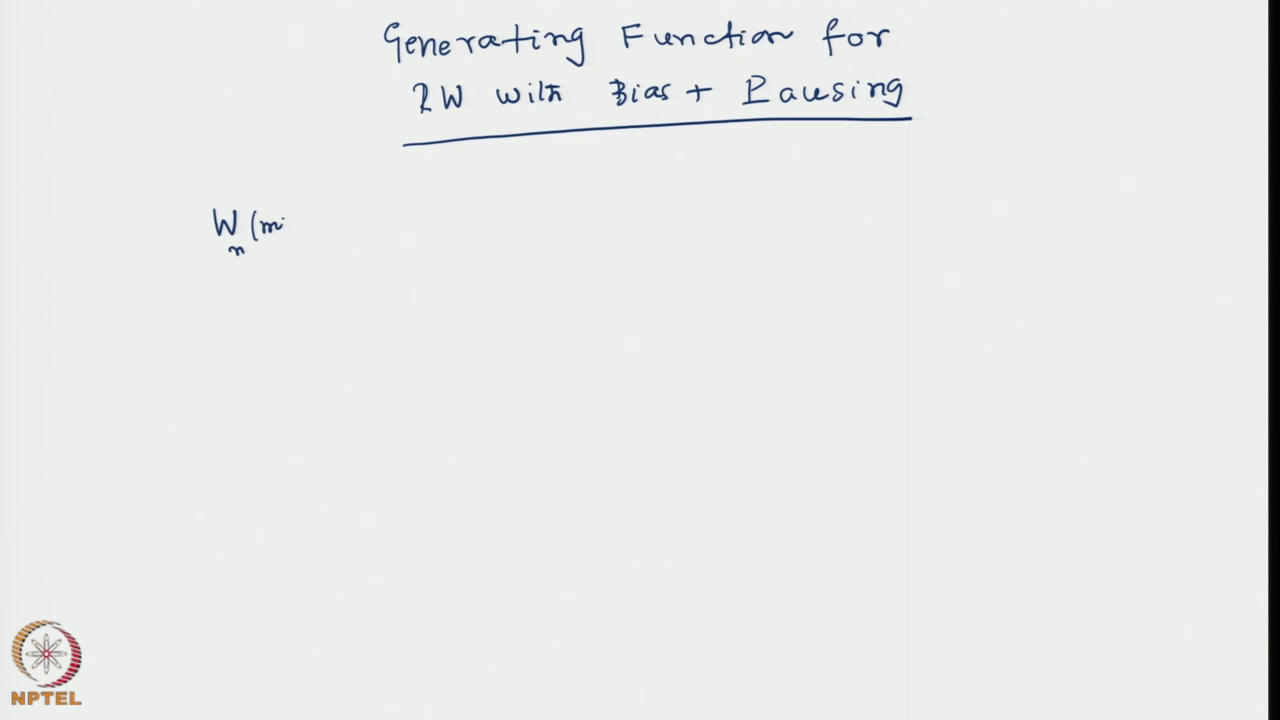 Generating Function for
RW with Bias + Pausing
W_n (m
NPTEL